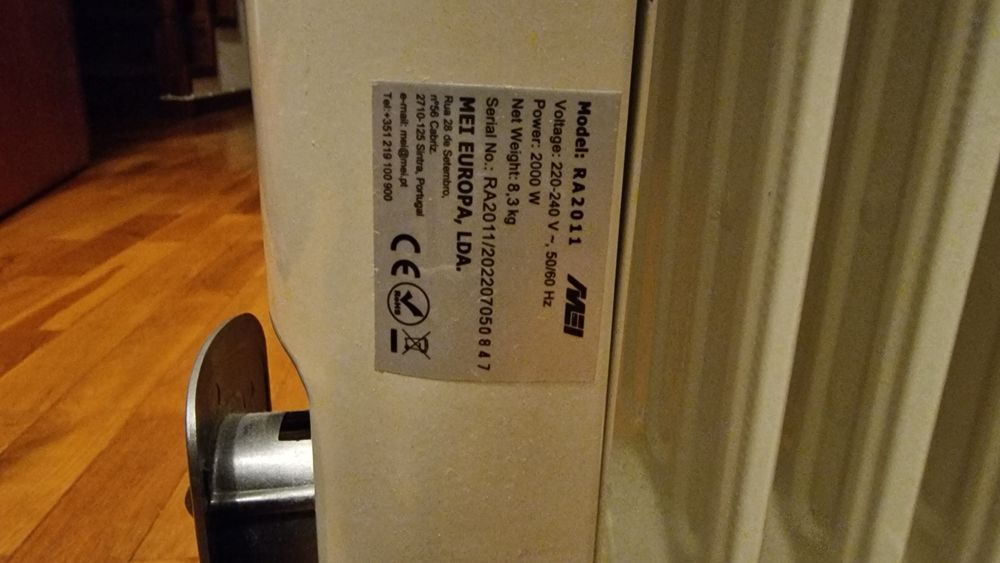 Model: RA2011
MEI
Voltage: 220-240 V ~, 50/60 Hz
Power: 2000 W
Net Weight: 8,3 kg
Serial No.: RA2011/202207050847
MEI EUROPA, LDA.
Rua 28 de Setembro,
nº56 Cabriz.
2710-125 Sintra, Portugal
e-mail: mei@mei.pt
Tel:+351 219 100 900
CE
RoHS